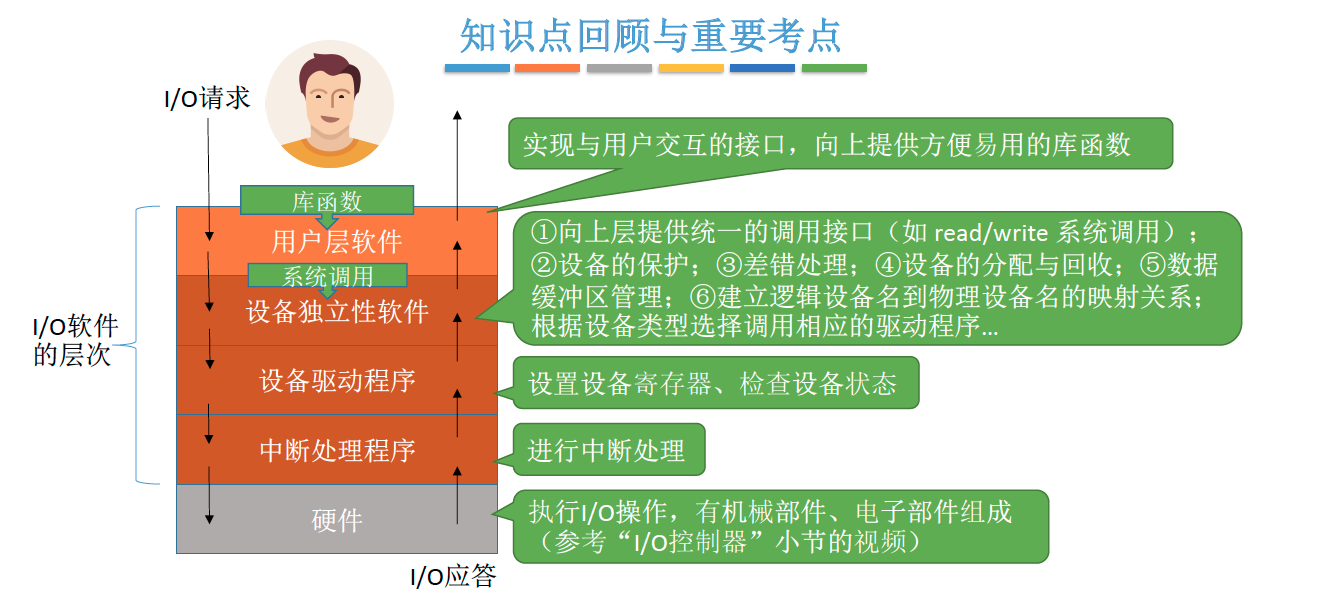 知识点回顾与重要考点
I/O请求
实现与用户交互的接口，向上提供方便易用的库函数
库函数
用户层软件
系统调用
设备独立性软件
①向上层提供统一的调用接口（如 read/write 系统调用）；
②设备的保护；③差错处理；④设备的分配与回收；⑤数据
缓冲区管理；⑥建立逻辑设备名到物理设备名的映射关系；
根据设备类型选择调用相应的驱动程序…
I/O软件
的层次
设备驱动程序
设置设备寄存器、检查设备状态
中断处理程序
进行中断处理
硬件
执行I/O操作，有机械部件、电子部件组成
（参考“I/O控制器”小节的视频）
I/O应答